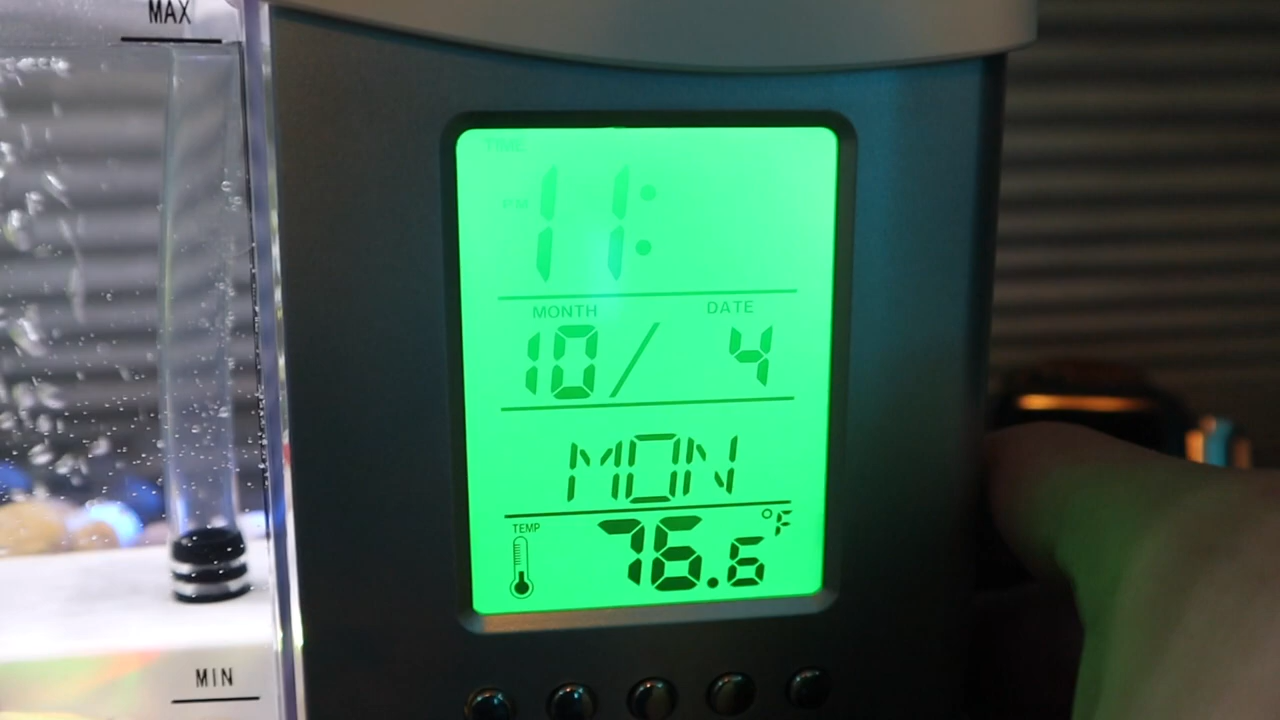 MAX
TIME
PM 11:
MONTH DATE
10/ 4
MON
TEMP 76.6 °F
MIN